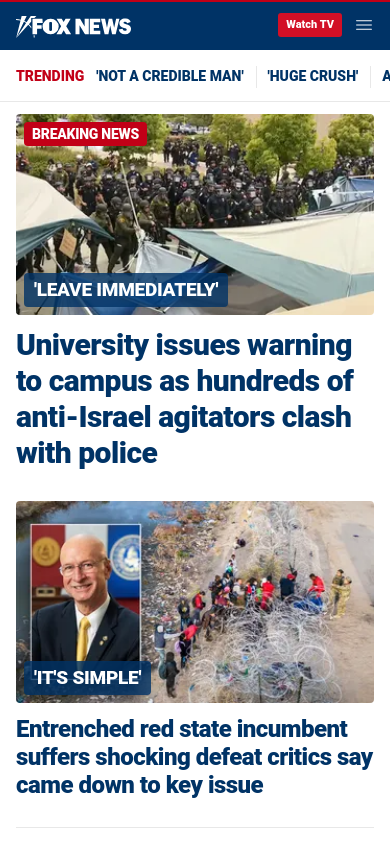 FOX NEWS
Watch TV
TRENDING 'NOT A CREDIBLE MAN' 'HUGE CRUSH' A
BREAKING NEWS
'LEAVE IMMEDIATELY'
University issues warning
to campus as hundreds of
anti-Israel agitators clash
with police
'IT'S SIMPLE'
Entrenched red state incumbent
suffers shocking defeat critics say
came down to key issue